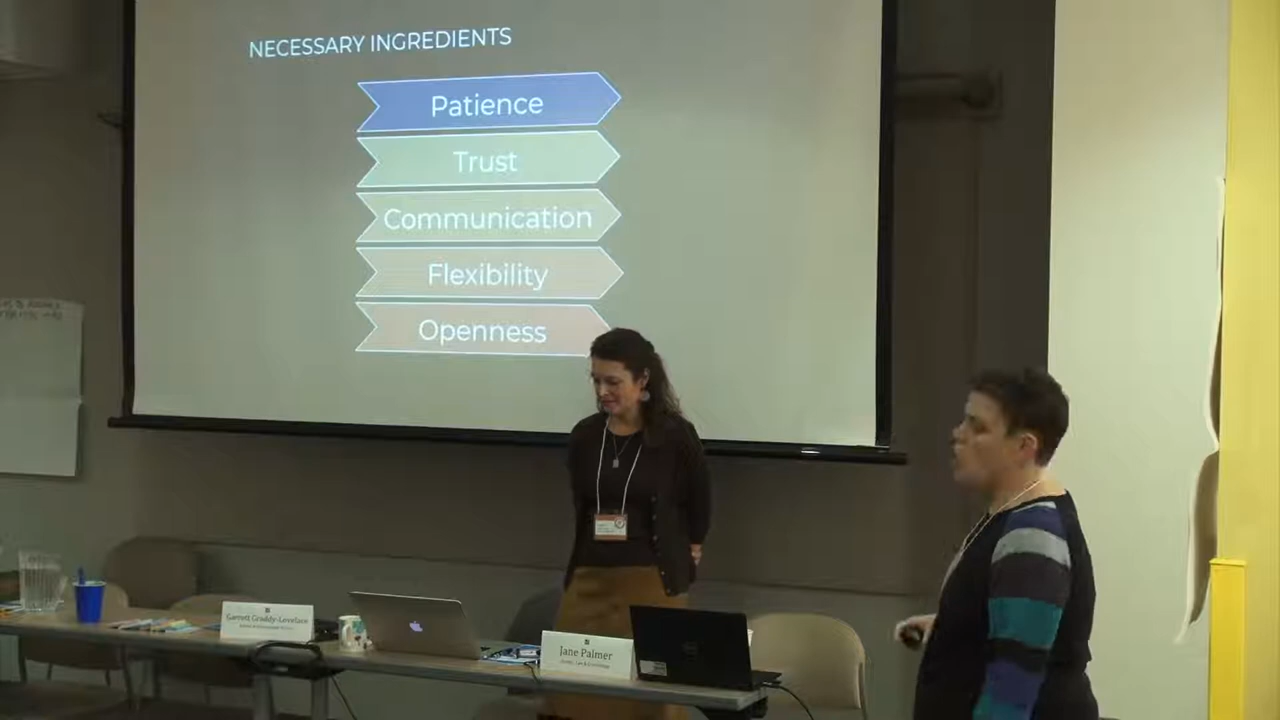 NECESSARY INGREDIENTS
Patience
Trust
Communication
Flexibility
Openness
Garrett Graddy-Lovelace
Jane Palmer